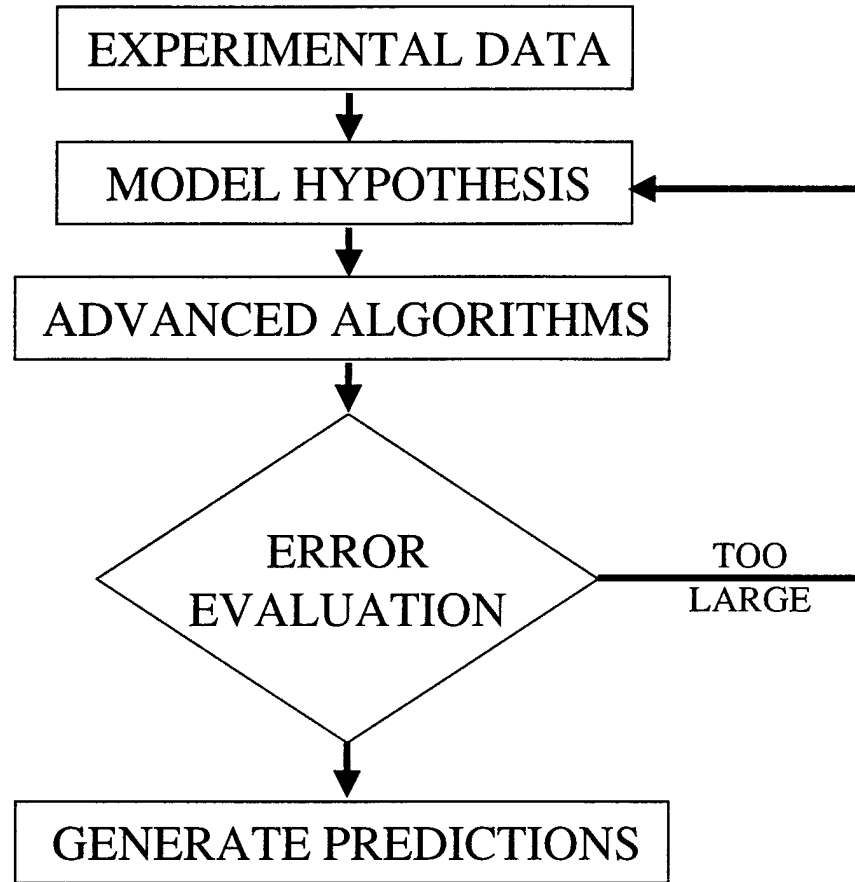 EXPERIMENTAL DATA
MODEL HYPOTHESIS
ADVANCED ALGORITHMS
ERROR
EVALUATION
TOO
LARGE
GENERATE PREDICTIONS